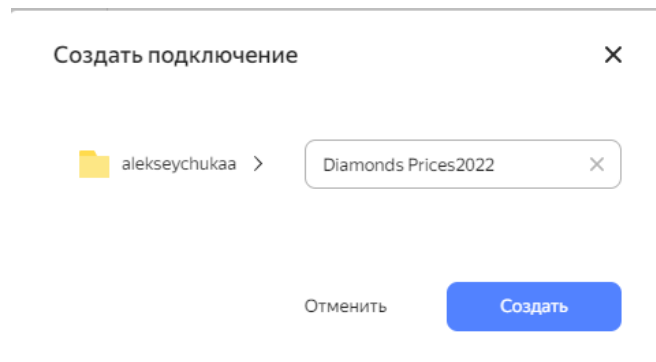 Создать подключение
alekseychukaa > Diamonds Prices2022
Отменить Создать